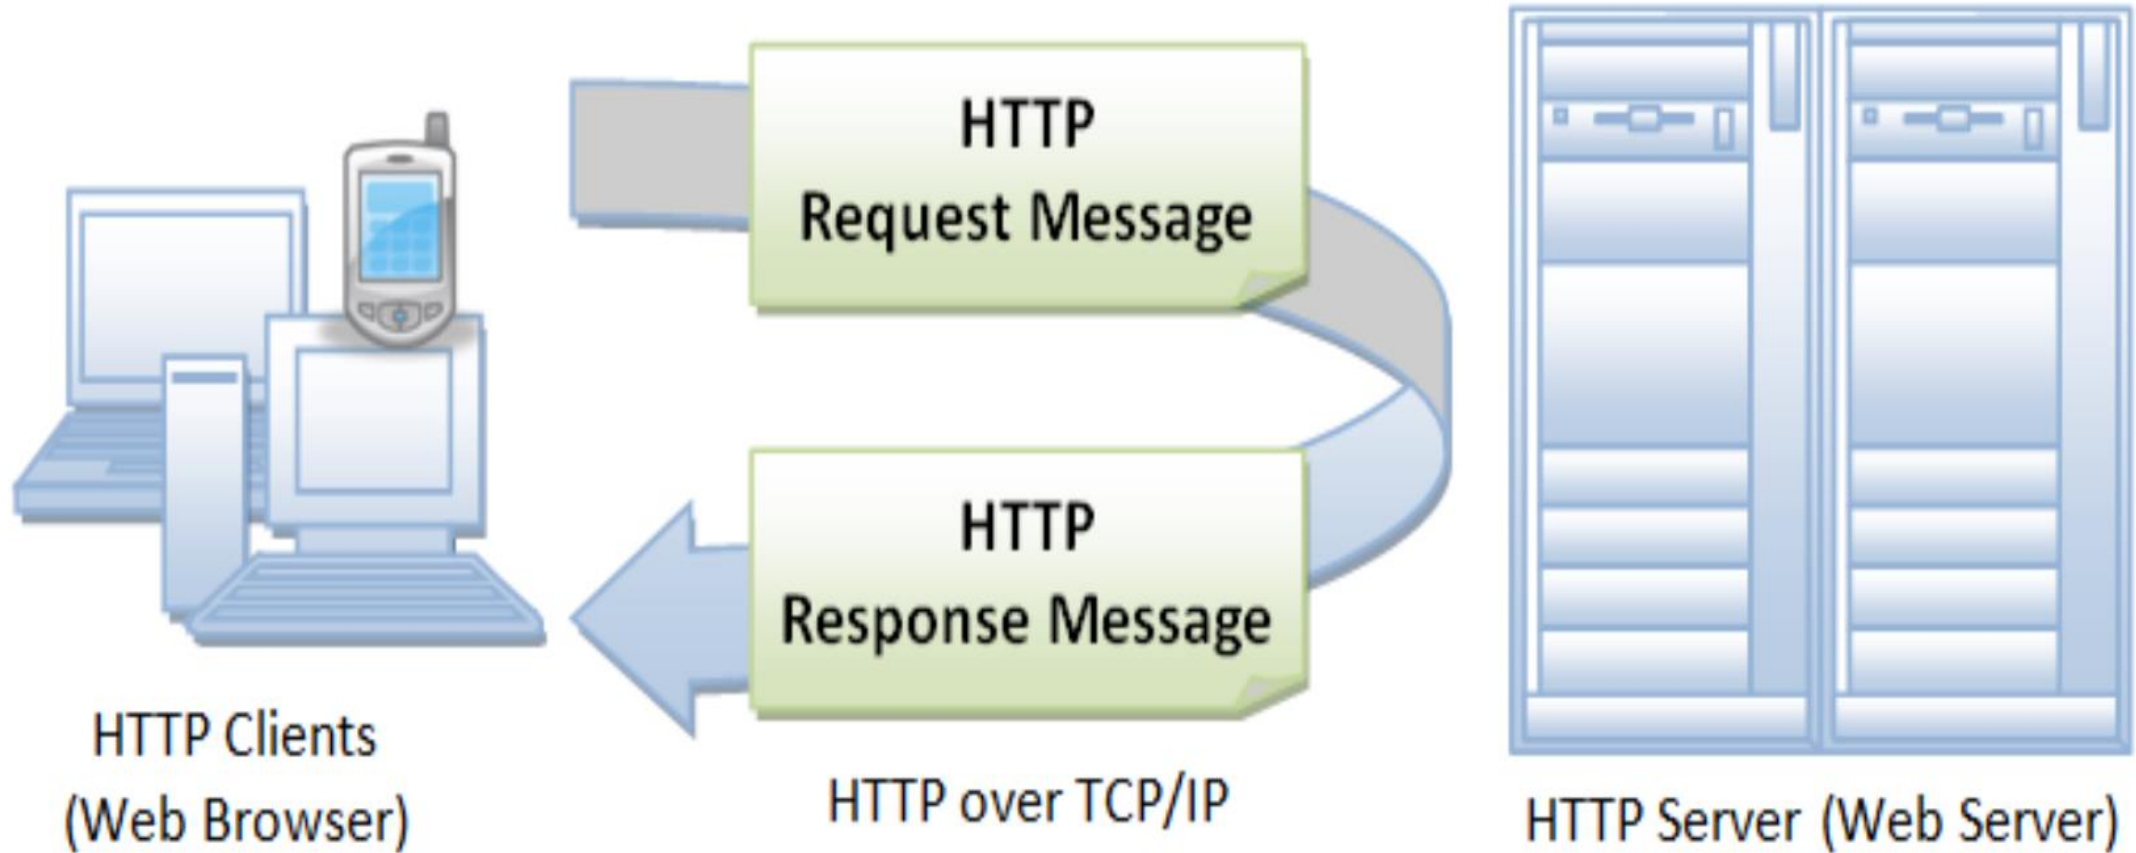 HTTP
Request Message
HTTP
Response Message
HTTP Clients
(Web Browser)
HTTP over TCP/IP
HTTP Server (Web Server)